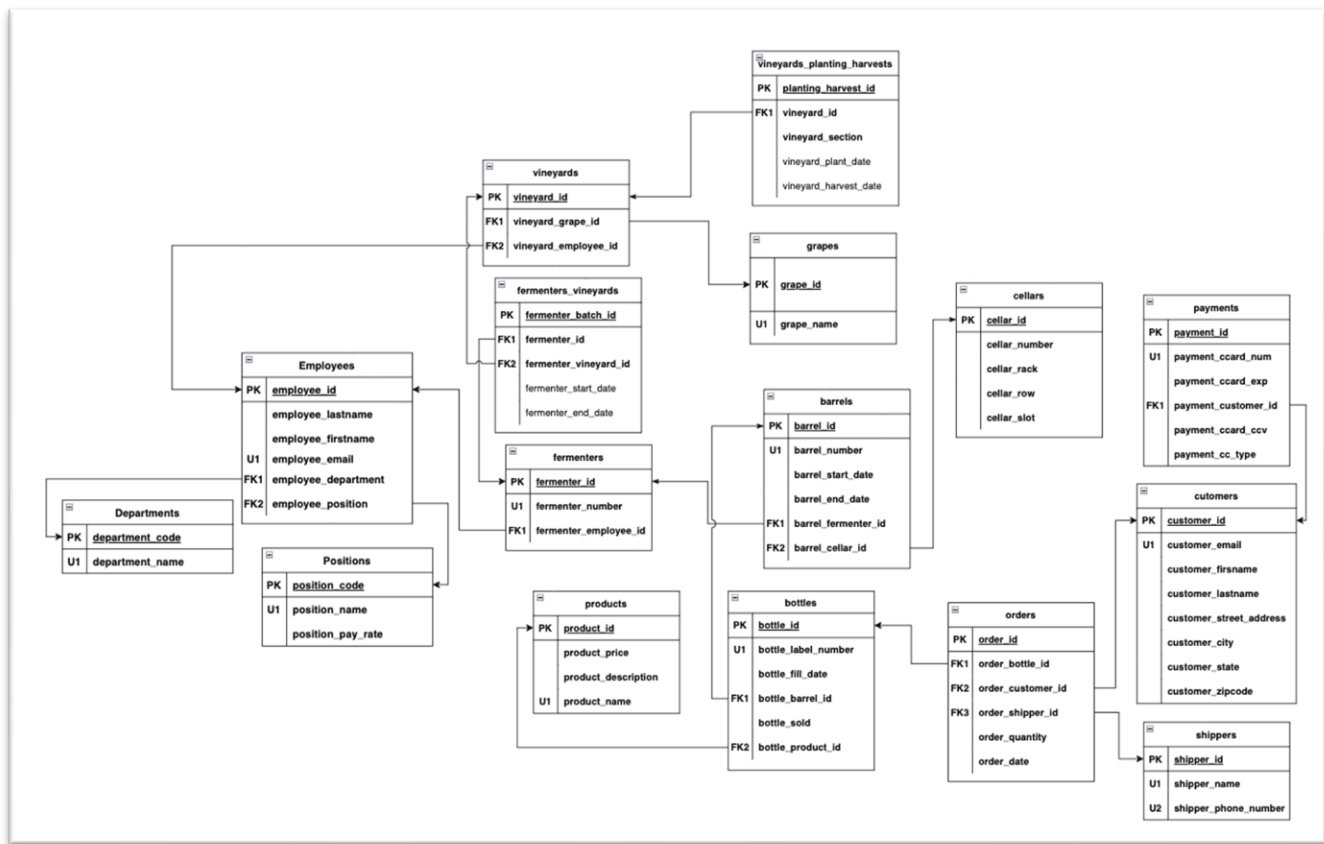 vineyards_planting_harvests
PK planting_harvest_id
FK1 vineyard_id
vineyard_section
vineyard_plant_date
vineyard_harvest_date
vineyards
PK vineyard_id
FK1 vineyard_grape_id
FK2 vineyard_employee_id
grapes
PK grape_id
U1 grape_name
fermenters_vineyards
PK fermenter_batch_id
FK1 fermenter_id
FK2 fermenter_vineyard_id
fermenter_start_date
fermenter_end_date
cellars
PK cellar_id
cellar_number
cellar_rack
cellar_row
cellar_slot
payments
PK payment_id
U1 payment_ccard_num
payment_ccard_exp
FK1 payment_customer_id
payment_ccard_ccv
payment_cc_type
Employees
PK employee_id
employee_lastname
employee_firstname
U1 employee_email
FK1 employee_department
FK2 employee_position
barrels
PK barrel_id
U1 barrel_number
barrel_start_date
barrel_end_date
FK1 barrel_fermenter_id
FK2 barrel_cellar_id
fermenters
PK fermenter_id
U1 fermenter_number
FK1 fermenter_employee_id
Departments
PK department_code
U1 department_name
Positions
PK position_code
U1 position_name
position_pay_rate
cutomers
PK customer_id
U1 customer_email
customer_firsname
customer_lastname
customer_street_address
customer_city
customer_state
customer_zipcode
products
PK product_id
product_price
product_description
U1 product_name
bottles
PK bottle_id
U1 bottle_label_number
bottle_fill_date
FK1 bottle_barrel_id
bottle_sold
FK2 bottle_product_id
orders
PK order_id
FK1 order_bottle_id
FK2 order_customer_id
FK3 order_shipper_id
order_quantity
order_date
shippers
PK shipper_id
U1 shipper_name
U2 shipper_phone_number